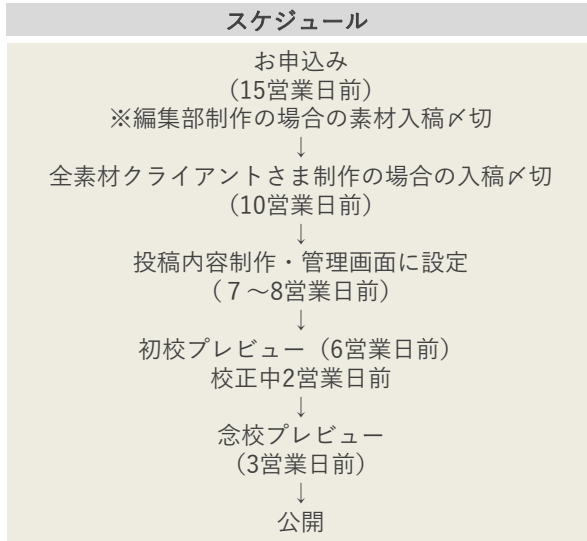 スケジュール
お申込み
（15営業日前）
※編集部制作の場合の素材入稿〆切
↓
全素材クライアントさま制作の場合の入稿〆切
（10営業日前）
↓
投稿内容制作・管理画面に設定
（７～8営業日前）
↓
初校プレビュー（6営業日前）
校正中2営業日前
↓
念校プレビュー
（3営業日前）
↓
公開